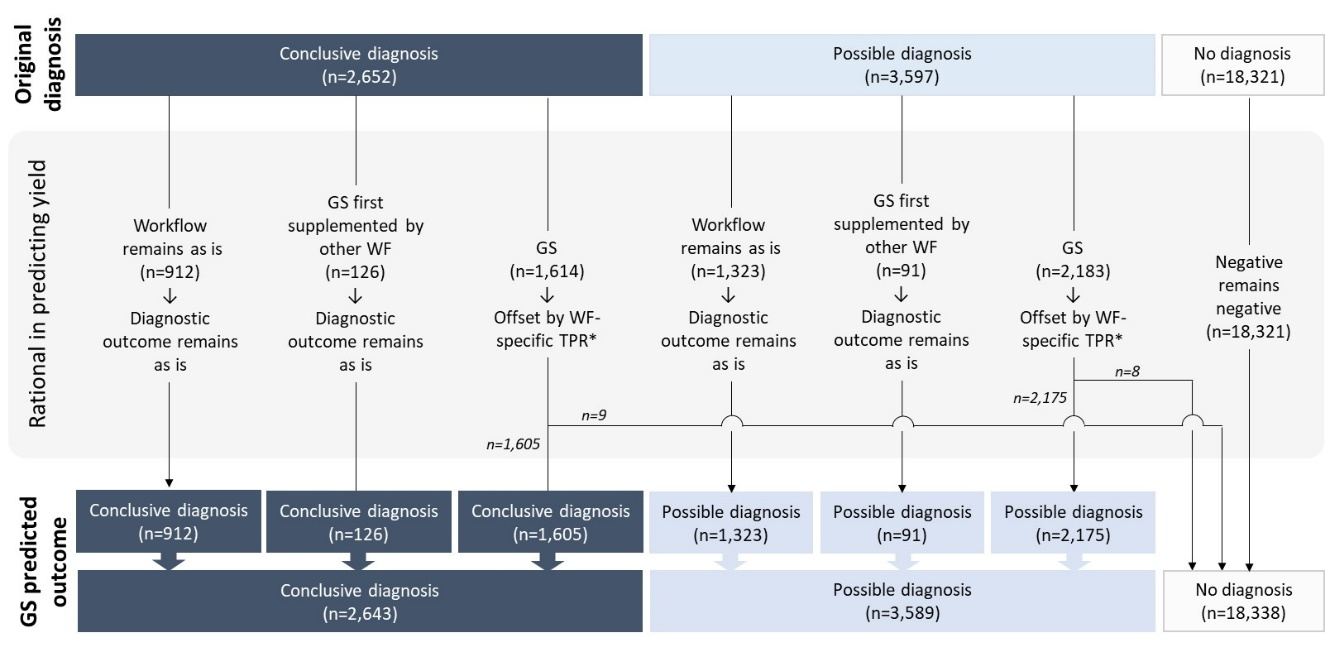 Original
diagnosis
Conclusive diagnosis
(n=2,652)
Possible diagnosis
(n=3,597)
No diagnosis
(n=18,321)
Rational in predicting yield
Workflow
remains as is
(n=912)
Diagnostic
outcome remains
as is
GS first
supplemented by
other WF
(n=126)
Diagnostic
outcome remains
as is
GS
(n=1,614)
Offset by WF-
specific TPR*
n=1,605
n=9
Workflow
remains as is
(n=1,323)
Diagnostic
outcome remains
as is
GS first
supplemented by
other WF
(n=91)
Diagnostic
outcome remains
as is
GS
(n=2,183)
Offset by WF-
specific TPR*
n=2,175
n=8
Negative
remains
negative
(n=18,321)
GS predicted
outcome
Conclusive diagnosis
(n=912)
Conclusive diagnosis
(n=126)
Conclusive diagnosis
(n=1,605)
Possible diagnosis
(n=1,323)
Possible diagnosis
(n=91)
Possible diagnosis
(n=2,175)
Conclusive diagnosis
(n=2,643)
Possible diagnosis
(n=3,589)
No diagnosis
(n=18,338)